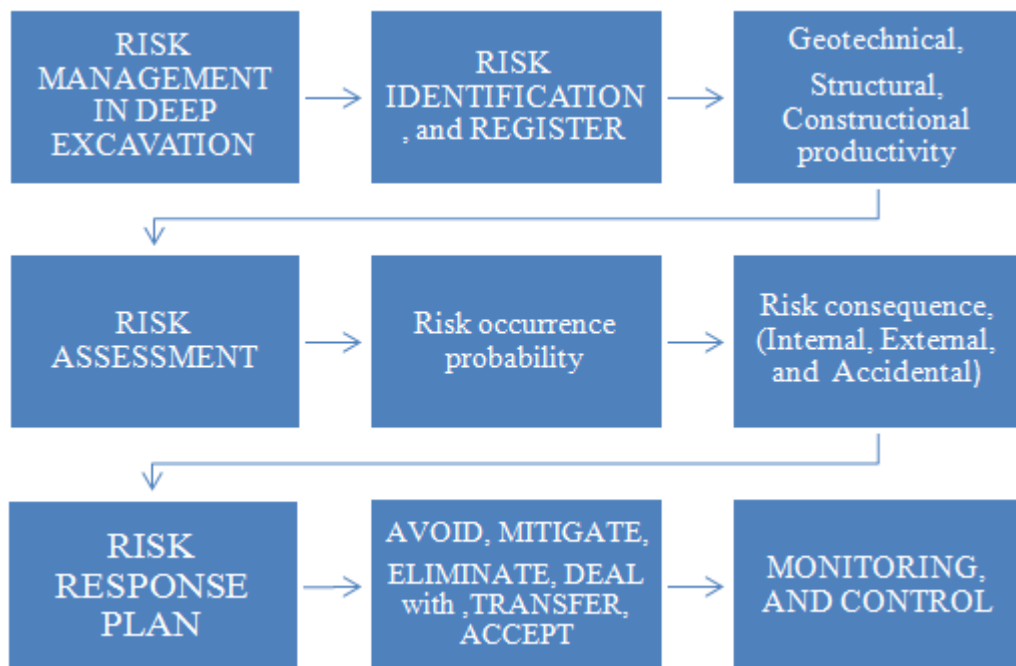 RISK
MANAGEMENT
IN DEEP
EXCAVATION
RISK
IDENTIFICATION
, and REGISTER
Geotechnical,
Structural,
Constructional
productivity
RISK
ASSESSMENT
Risk occurrence
probability
Risk consequence,
(Internal, External,
and Accidental)
RISK
RESPONSE
PLAN
AVOID, MITIGATE,
ELIMINATE, DEAL
with ,TRANSFER,
ACCEPT
MONITORING,
AND CONTROL